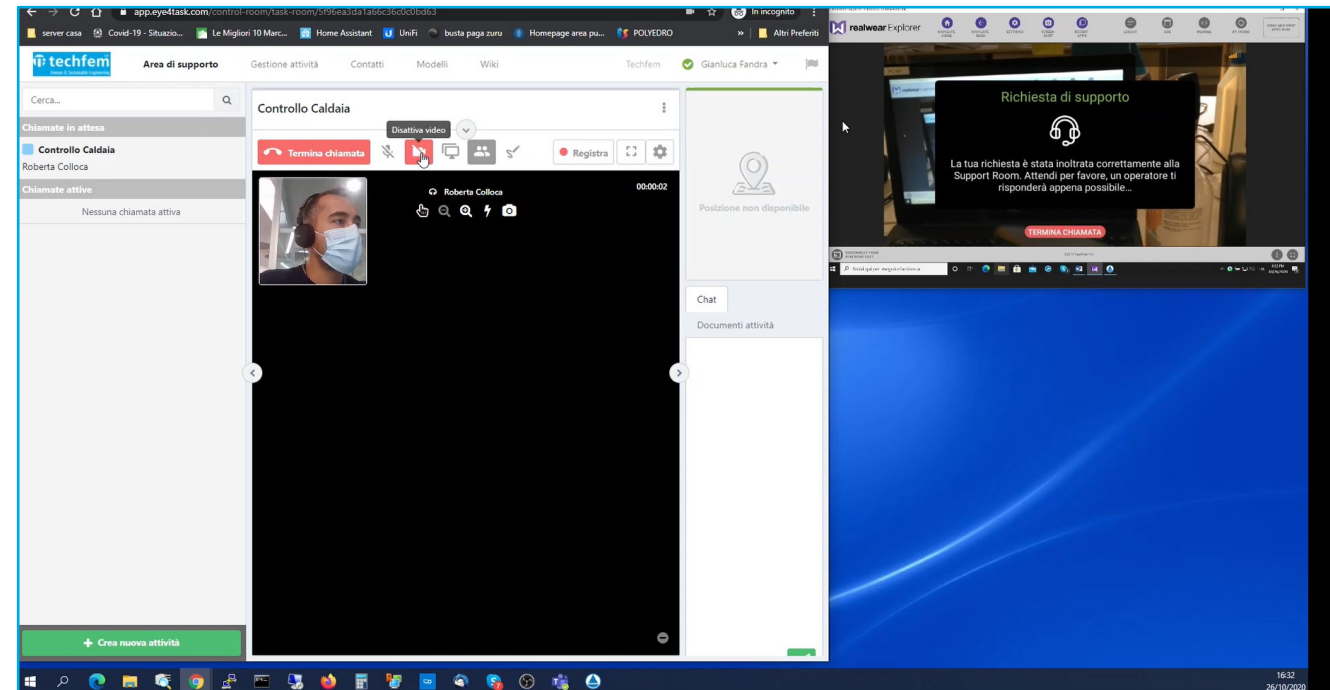 app.eye4task.com/control-room/task-room/5f96ea3da1a66c36c0c0bd63
In incognito
server casa
Covid-19 - Situazio...
Le Migliori 10 Marc...
Home Assistant
UniFi
busta paga zuru
Homepage area pu...
POLYEDRO
»
Altri Preferiti
techfem
Area di supporto
Gestione attività
Contatti
Modelli
Wiki
Techfem
Gianluca Fandra
Cerca...
Chiamate in attesa
Controllo Caldaia
Roberta Colloca
Chiamate attive
Nessuna chiamata attiva
Crea nuova attività
Controllo Caldaia
Disattiva video
Termina chiamata
Registra
Roberta Colloca
00:00:02
Posizione non disponibile
Chat
Documenti attività
realwear Explorer
Richiesta di supporto
La tua richiesta è stata inoltrata correttamente alla
Support Room. Attendi per favore, un operatore ti
risponderà appena possibile...
TERMINA CHIAMATA
16:32
26/10/2020